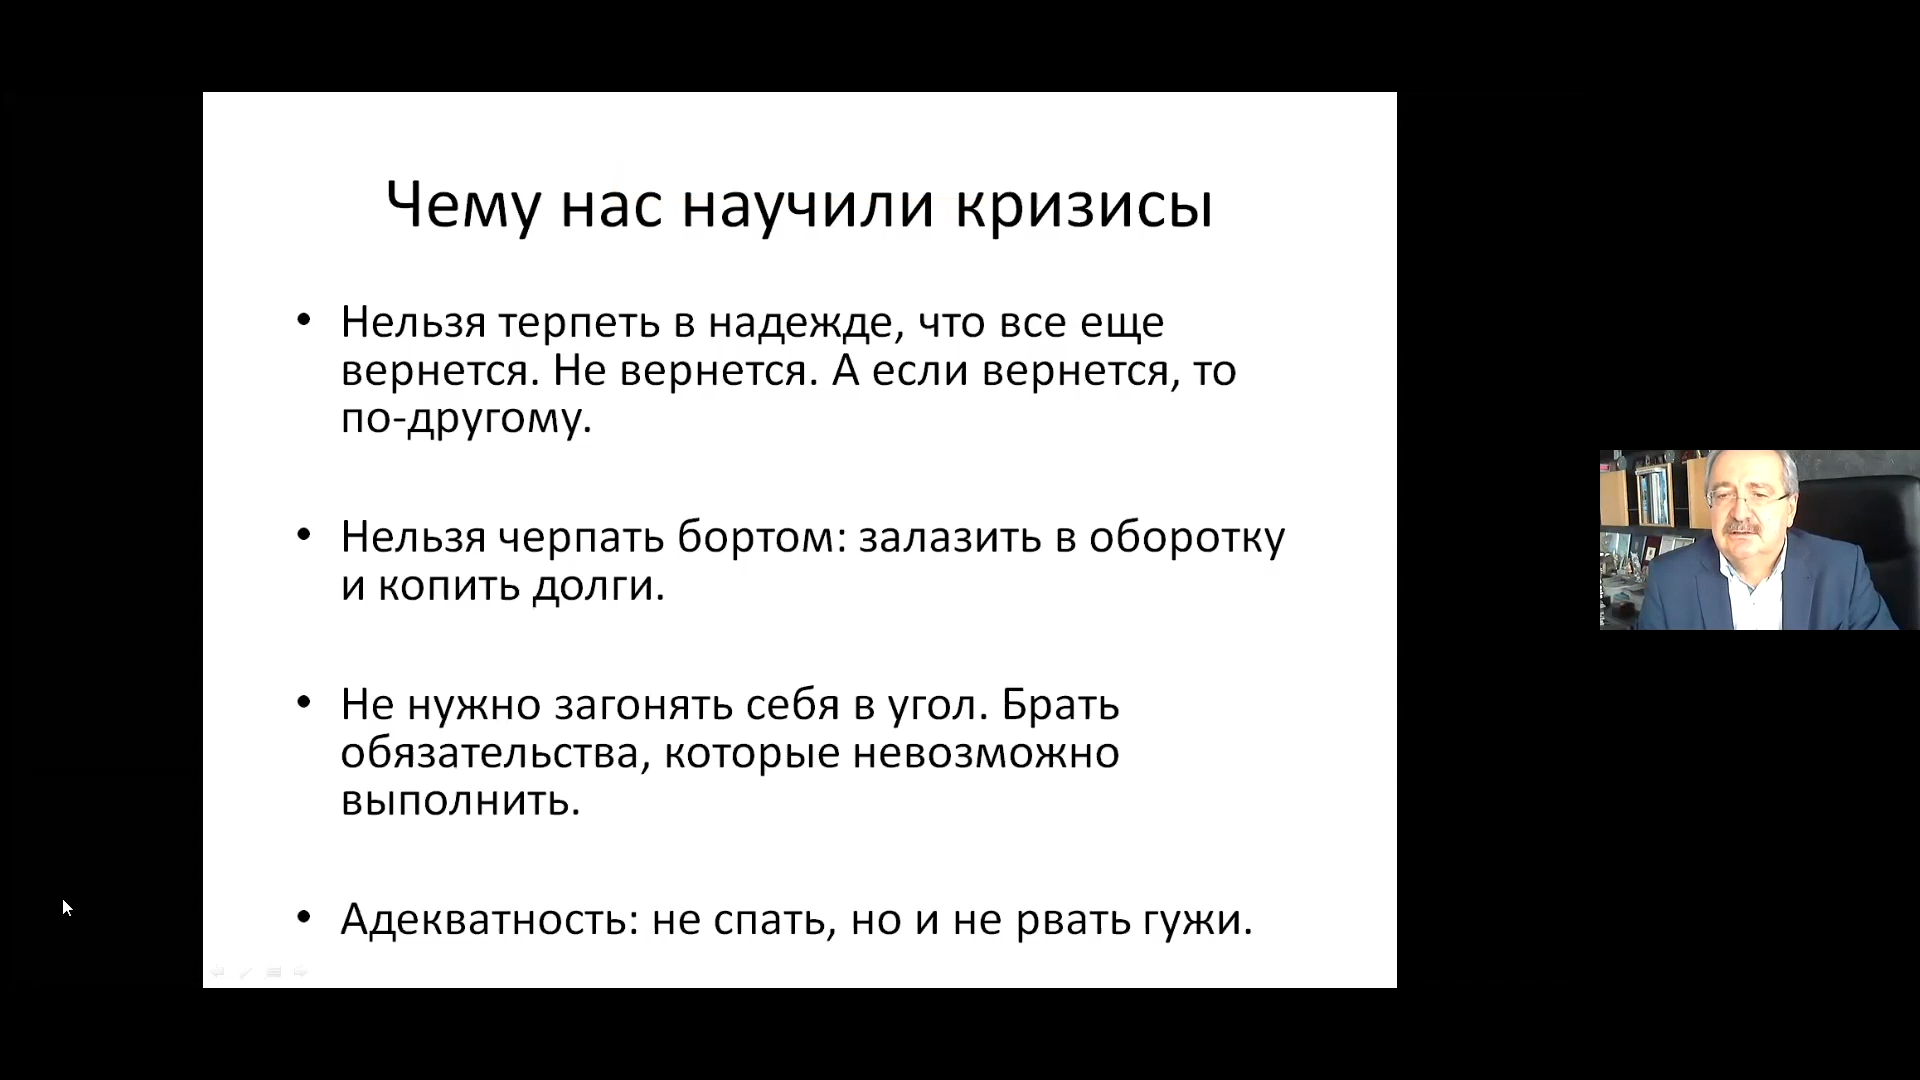 Чему нас научили кризисы
• Нельзя терпеть в надежде, что все еще
вернется. Не вернется. А если вернется, то
по-другому.
• Нельзя черпать бортом: залазить в оборотку
и копить долги.
• Не нужно загонять себя в угол. Брать
обязательства, которые невозможно
выполнить.
• Адекватность: не спать, но и не рвать гужи.